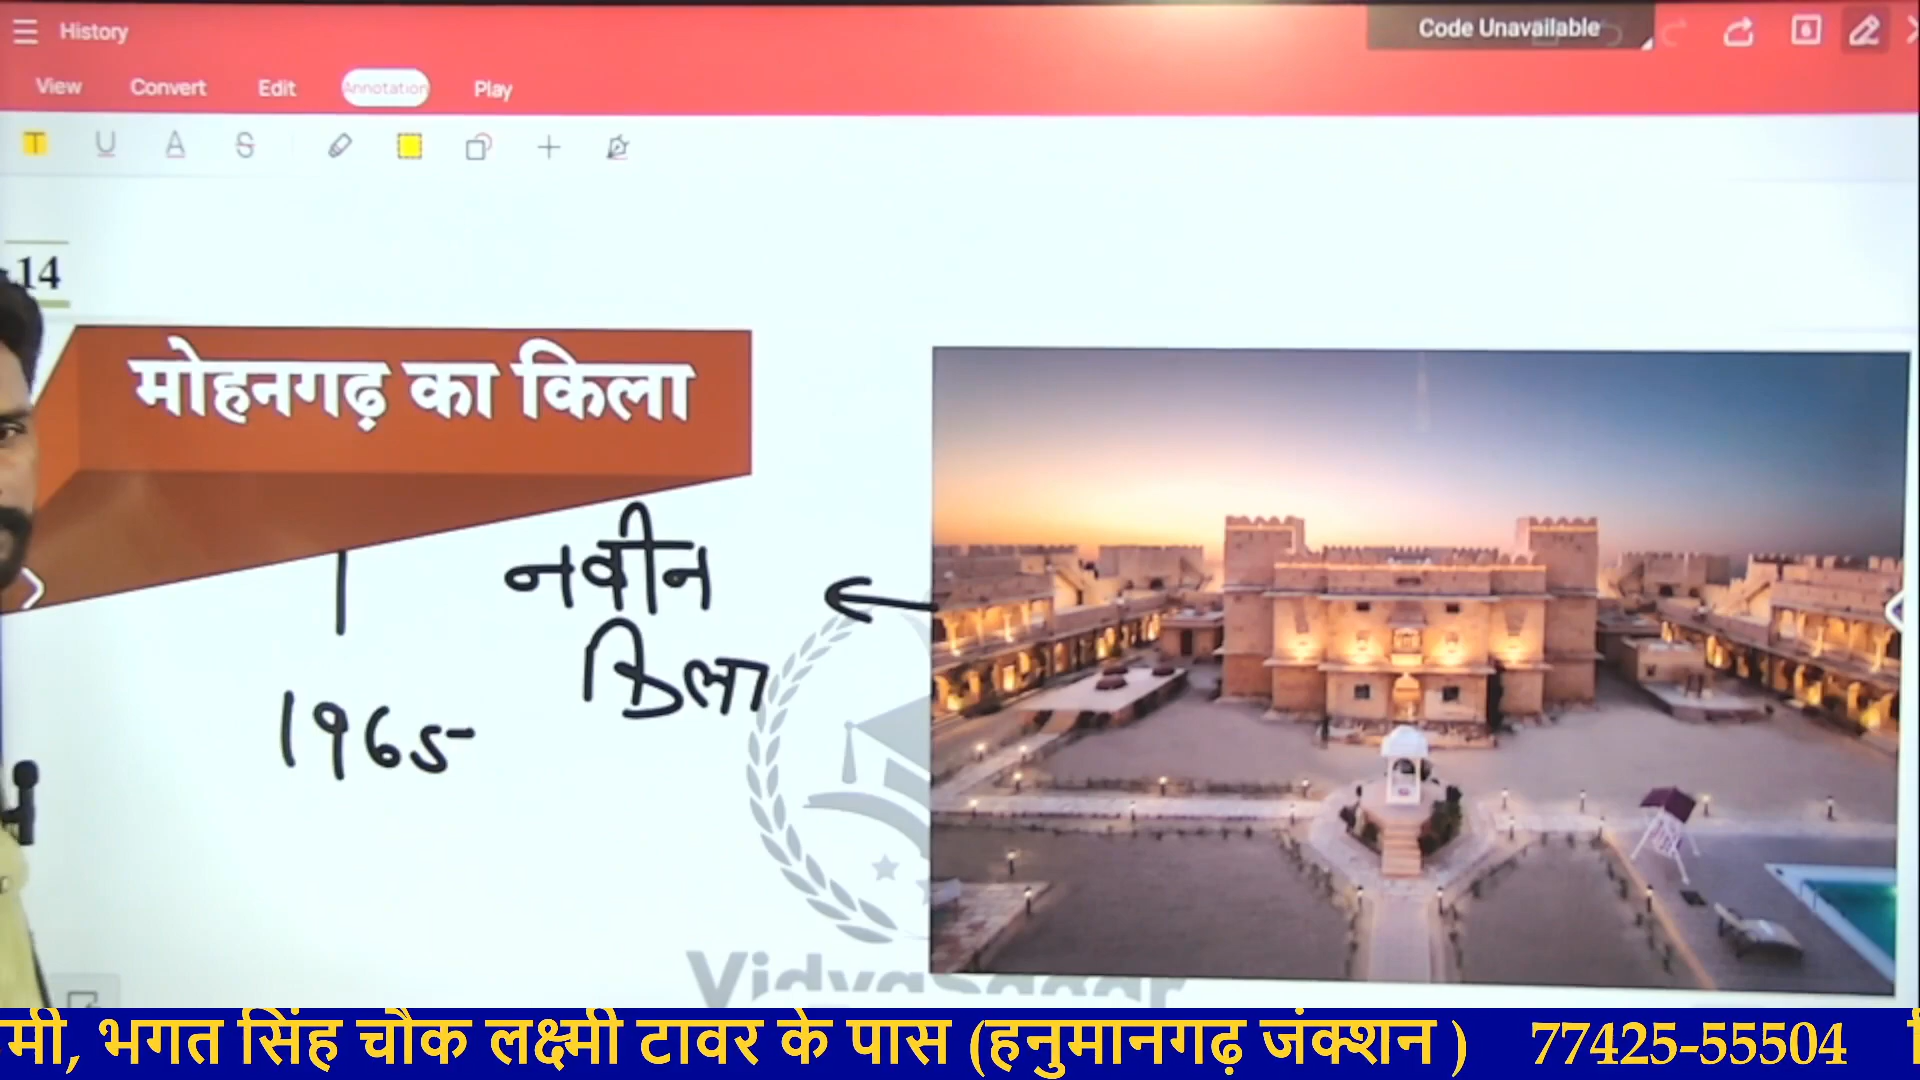 History
Code Unavailable
View Convert Edit Annotation Play
14
मोहनगढ़ का किला
नवीन
किला
1965
VidyaSagar
मी, भगत सिंह चौक लक्ष्मी टावर के पास (हनुमानगढ़ जंक्शन ) 77425-55504